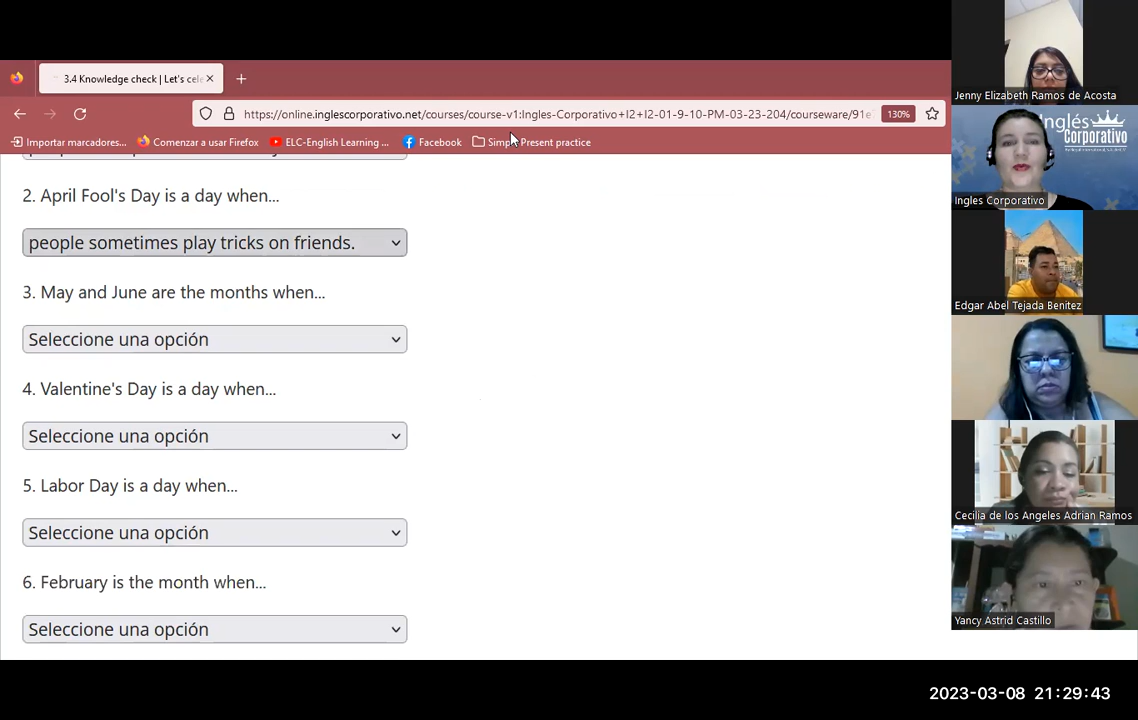 3.4 Knowledge check | Let's cele
https://online.inglescorporativo.net/courses/course-v1:Ingles-Corporativo+I2+I2-01-9-10-PM-03-23-204/courseware/91e
130%
Importar marcadores...
Comenzar a usar Firefox
ELC-English Learning ...
Facebook
Simple Present practice
2. April Fool's Day is a day when...
people sometimes play tricks on friends.
3. May and June are the months when...
Seleccione una opción
4. Valentine's Day is a day when...
Seleccione una opción
5. Labor Day is a day when...
Seleccione una opción
6. February is the month when...
Seleccione una opción
Jenny Elizabeth Ramos de Acosta
Inglés
Corporativo
Ingles Corporativo
Edgar Abel Tejada Benitez
Cecilia de los Angeles Adrian Ramos
Yancy Astrid Castillo
2023-03-08 21:29:43